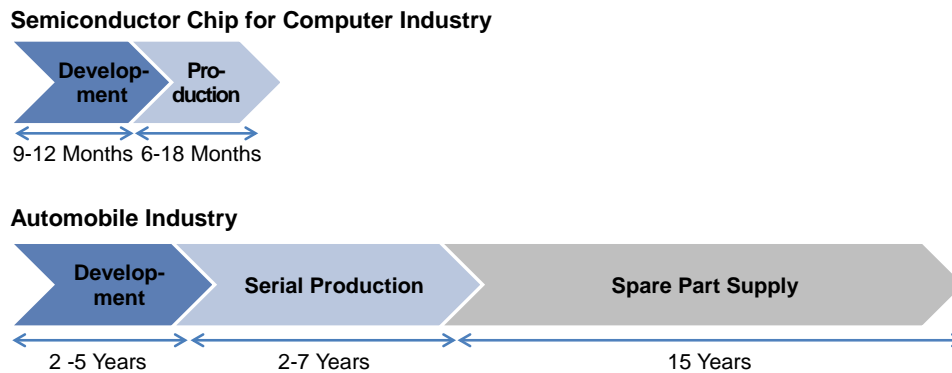 Semiconductor Chip for Computer Industry
Develop-
ment
Pro-
duction
9-12 Months
6-18 Months
Automobile Industry
Develop-
ment
Serial Production
Spare Part Supply
2 -5 Years
2-7 Years
15 Years